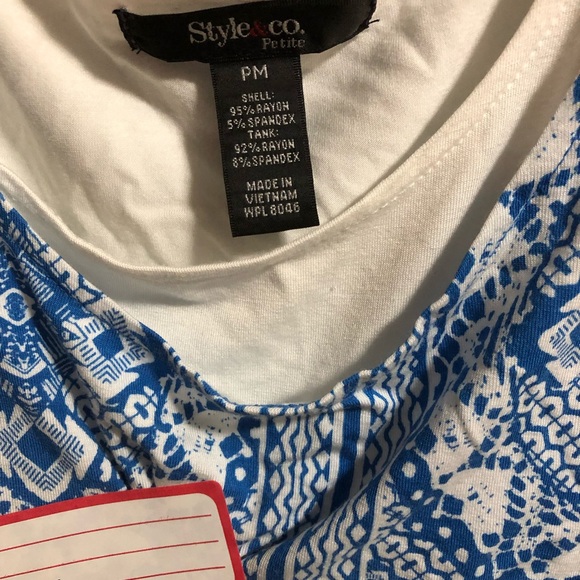 Style&co.
Petite
PM
SHELL:
95% RAYON
5% SPANDEX
TANK:
92% RAYON
8% SPANDEX
MADE IN
VIETNAM
WPL 8046